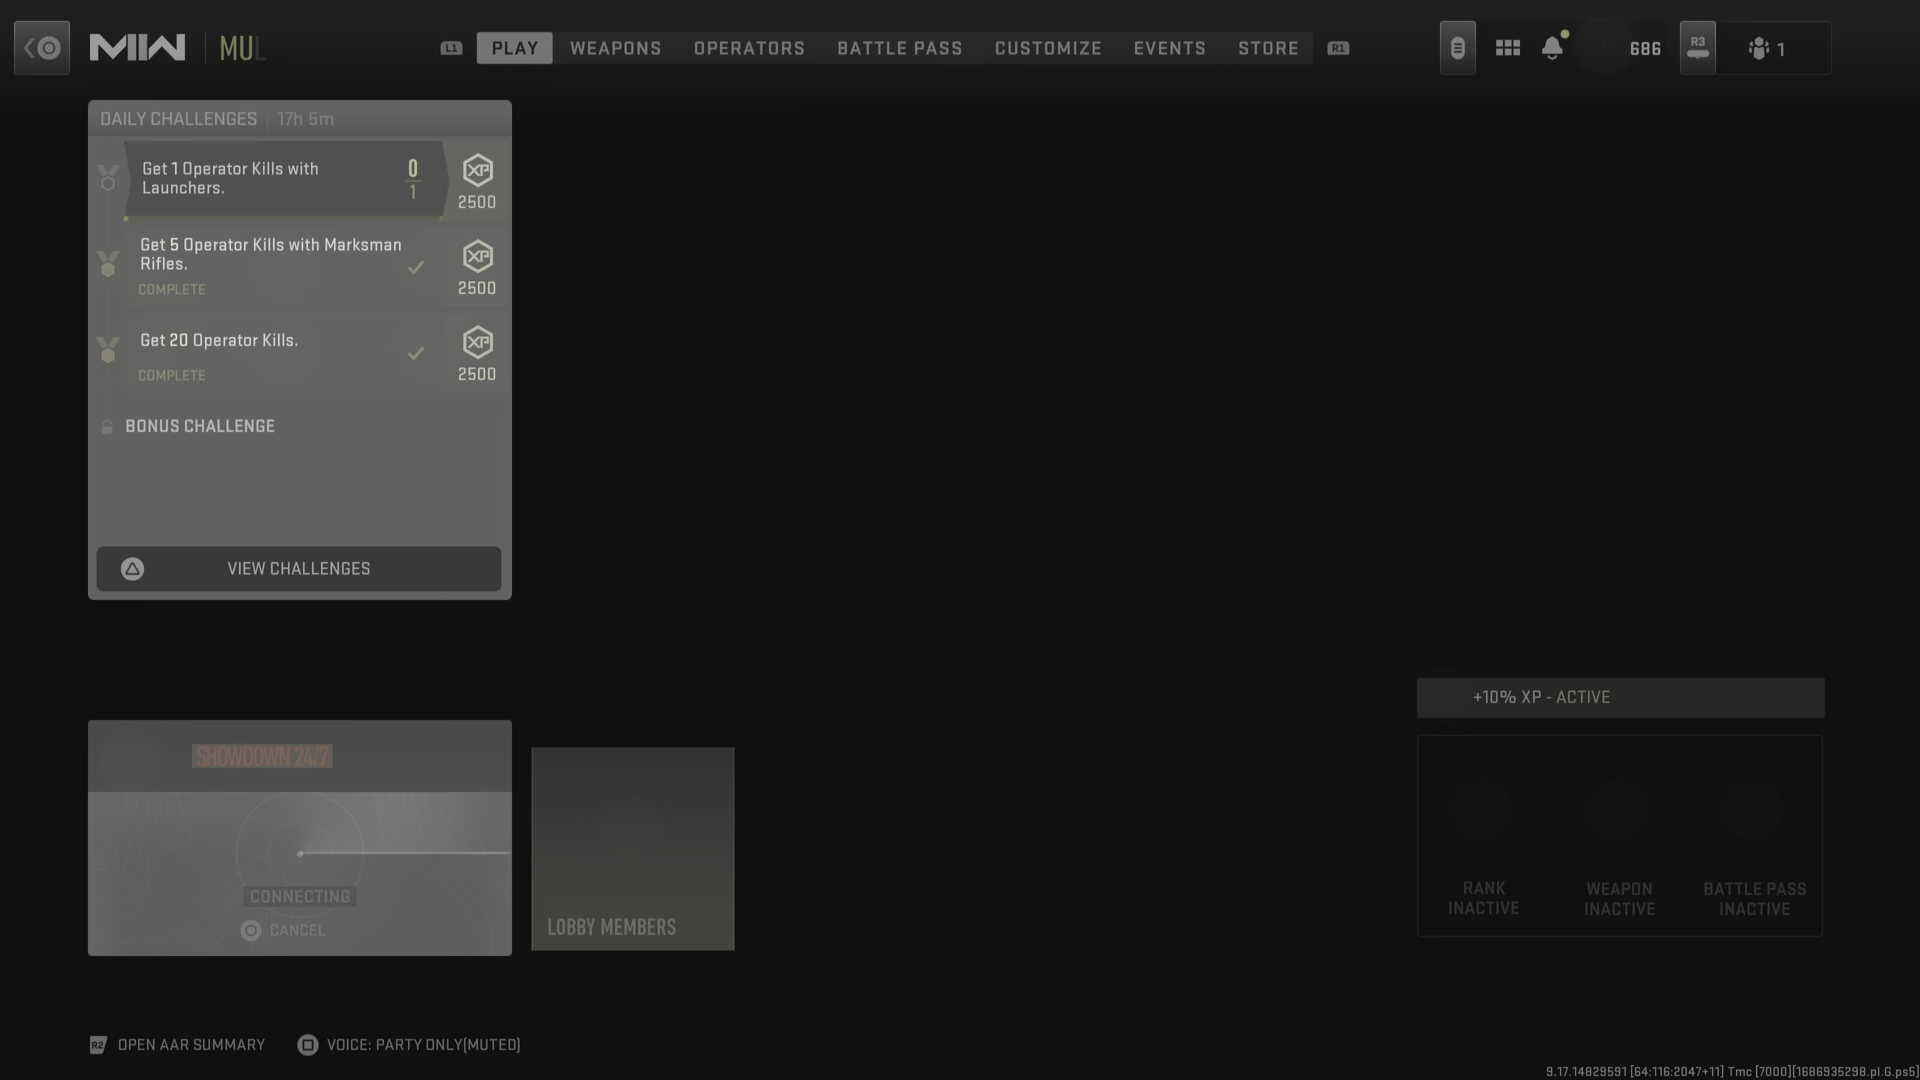 MW MUL
L1 PLAY WEAPONS OPERATORS BATTLE PASS CUSTOMIZE EVENTS STORE R1
686 R3 1
DAILY CHALLENGES 17h 5m
Get 1 Operator Kills with
Launchers.
0
1
XP
2500
Get 5 Operator Kills with Marksman
Rifles.
COMPLETE
XP
2500
Get 20 Operator Kills.
COMPLETE
XP
2500
BONUS CHALLENGE
VIEW CHALLENGES
+10% XP - ACTIVE
SHOWDOWN 24/7
CONNECTING
CANCEL
LOBBY MEMBERS
RANK
INACTIVE
WEAPON
INACTIVE
BATTLE PASS
INACTIVE
R2 OPEN AAR SUMMARY
VOICE: PARTY ONLY(MUTED)
9.17.14829591 [64:116:2047+11] Tmc [7000][1686935298.pl.G.ps5]